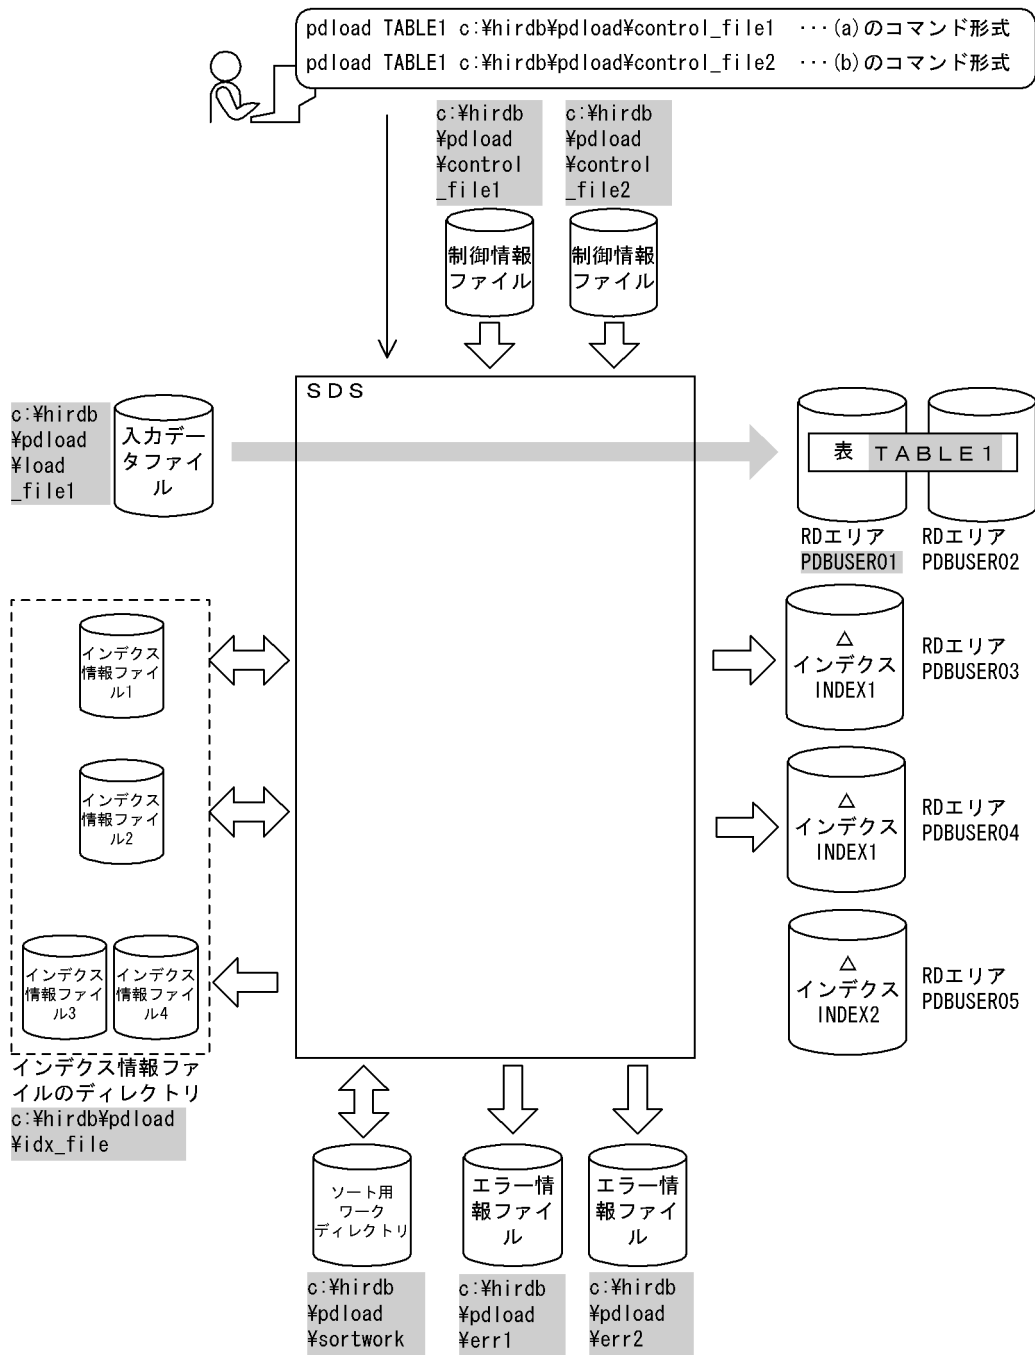 pdload TABLE1 c:¥hirdb¥pdload¥control_file1 ･･･(a)のコマンド形式
pdload TABLE1 c:¥hirdb¥pdload¥control_file2 ･･･(b)のコマンド形式
c:¥hirdb
¥pdload
¥control
_file1
c:¥hirdb
¥pdload
¥control
_file2
制御情報
ファイル
制御情報
ファイル
ＳＤＳ
c:¥hirdb
¥pdload
¥load
_file1
入力デー
タファイ
ル
表 ＴＡＢＬＥ１
RDエリア
PDBUSER01
RDエリア
PDBUSER02
インデクス
情報ファイ
ル1
△
インデクス
INDEX1
RDエリア
PDBUSER03
インデクス
情報ファイ
ル2
△
インデクス
INDEX1
RDエリア
PDBUSER04
インデクス
情報ファイ
ル3
インデクス
情報ファイ
ル4
△
インデクス
INDEX2
RDエリア
PDBUSER05
インデクス情報ファ
イルのディレクトリ
c:¥hirdb¥pdload
¥idx_file
ソート用
ワーク
ディレクトリ
エラー情
報ファイ
ル
エラー情
報ファイ
ル
c:¥hirdb
¥pdload
¥sortwork
c:¥hirdb
¥pdload
¥err1
c:¥hirdb
¥pdload
¥err2